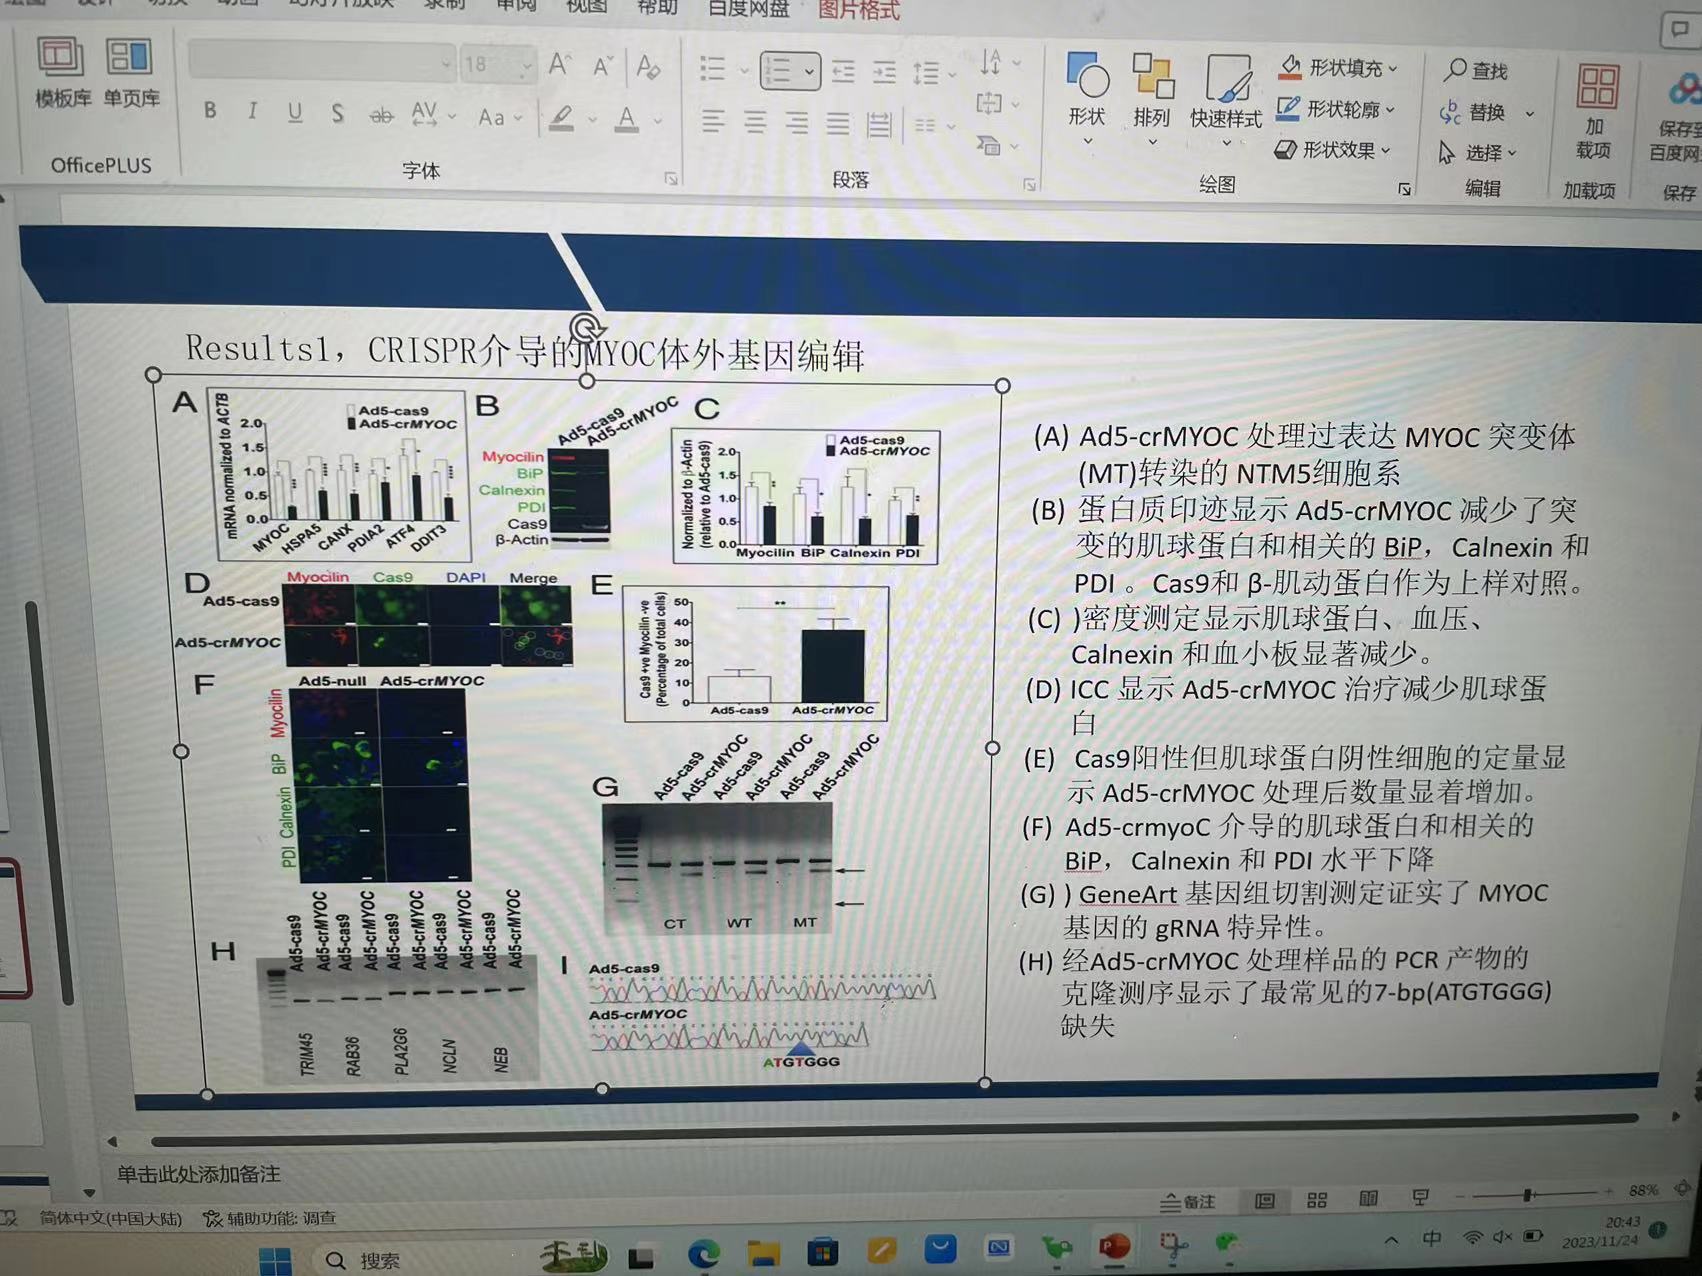 绘图 设计 切换 动画 幻灯片放映 录制 审阅 视图 帮助 百度网盘 图片格式
模板库 单页库
OfficePLUS
18
B I U S ab AV Aa A
字体
段落
形状 排列 快速样式
形状填充
形状轮廓
形状效果
绘图
查找
替换
选择
编辑
加
载项
加载项
保存到
百度网
保存
Results1，CRISPR介导的MYOC体外基因编辑
A
mRNA normalized to ACTB
Ad5-cas9
Ad5-crMYOC
2.0
1.5
1.0
0.5
0.0
MYOC HSPA5 CANX PDIA2 ATF4 DDIT3
B
Ad5-cas9
Ad5-crMYOC
Myocilin
BiP
Calnexin
PDI
Cas9
β-Actin
C
Normalized to β-Actin
(relative to Ad5-cas9)
Ad5-cas9
Ad5-crMYOC
2.0
1.5
1.0
0.5
0.0
Myocilin BiP Calnexin PDI
D
Myocilin Cas9 DAPI Merge
Ad5-cas9
Ad5-crMYOC
E
Cas9 +ve Myocilin -ve
(Percentage of total cells)
50
40
30
20
10
0
**
Ad5-cas9 Ad5-crMYOC
F
Ad5-null Ad5-crMYOC
Myocilin
BiP
Calnexin
PDI
G
Ad5-cas9 Ad5-crMYOC Ad5-cas9 Ad5-crMYOC Ad5-cas9 Ad5-crMYOC
CT WT MT
H
Ad5-cas9 Ad5-crMYOC Ad5-cas9 Ad5-crMYOC Ad5-cas9 Ad5-crMYOC Ad5-cas9 Ad5-crMYOC Ad5-cas9 Ad5-crMYOC
TRIM45 RAB36 PLA2G6 NCLN NEB
I
Ad5-cas9
Ad5-crMYOC
ATGTGGG
(A) Ad5-crMYOC 处理过表达 MYOC 突变体
(MT)转染的 NTM5细胞系
(B) 蛋白质印迹显示 Ad5-crMYOC 减少了突
变的肌球蛋白和相关的 BiP，Calnexin 和
PDI 。Cas9和 β-肌动蛋白作为上样对照。
(C) )密度测定显示肌球蛋白、血压、
Calnexin 和血小板显著减少。
(D) ICC 显示 Ad5-crMYOC 治疗减少肌球蛋
白
(E) Cas9阳性但肌球蛋白阴性细胞的定量显
示 Ad5-crMYOC 处理后数量显着增加。
(F) Ad5-crmyoC 介导的肌球蛋白和相关的
BiP，Calnexin 和 PDI 水平下降
(G) ) GeneArt 基因组切割测定证实了 MYOC
基因的 gRNA 特异性。
(H) 经Ad5-crMYOC 处理样品的 PCR 产物的
克隆测序显示了最常见的7-bp(ATGTGGG)
缺失
单击此处添加备注
简体中文(中国大陆) 辅助功能: 调查
备注
88%
搜索
中
20:43
2023/11/24